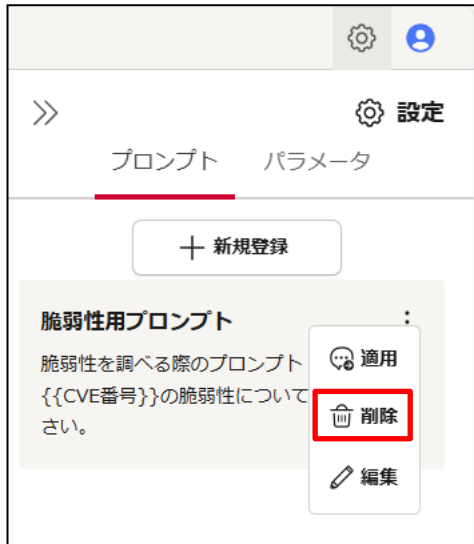 設定
プロンプト パラメータ
新規登録
脆弱性用プロンプト
脆弱性を調べる際のプロンプト
{{CVE番号}}の脆弱性について
さい。
適用
削除
編集